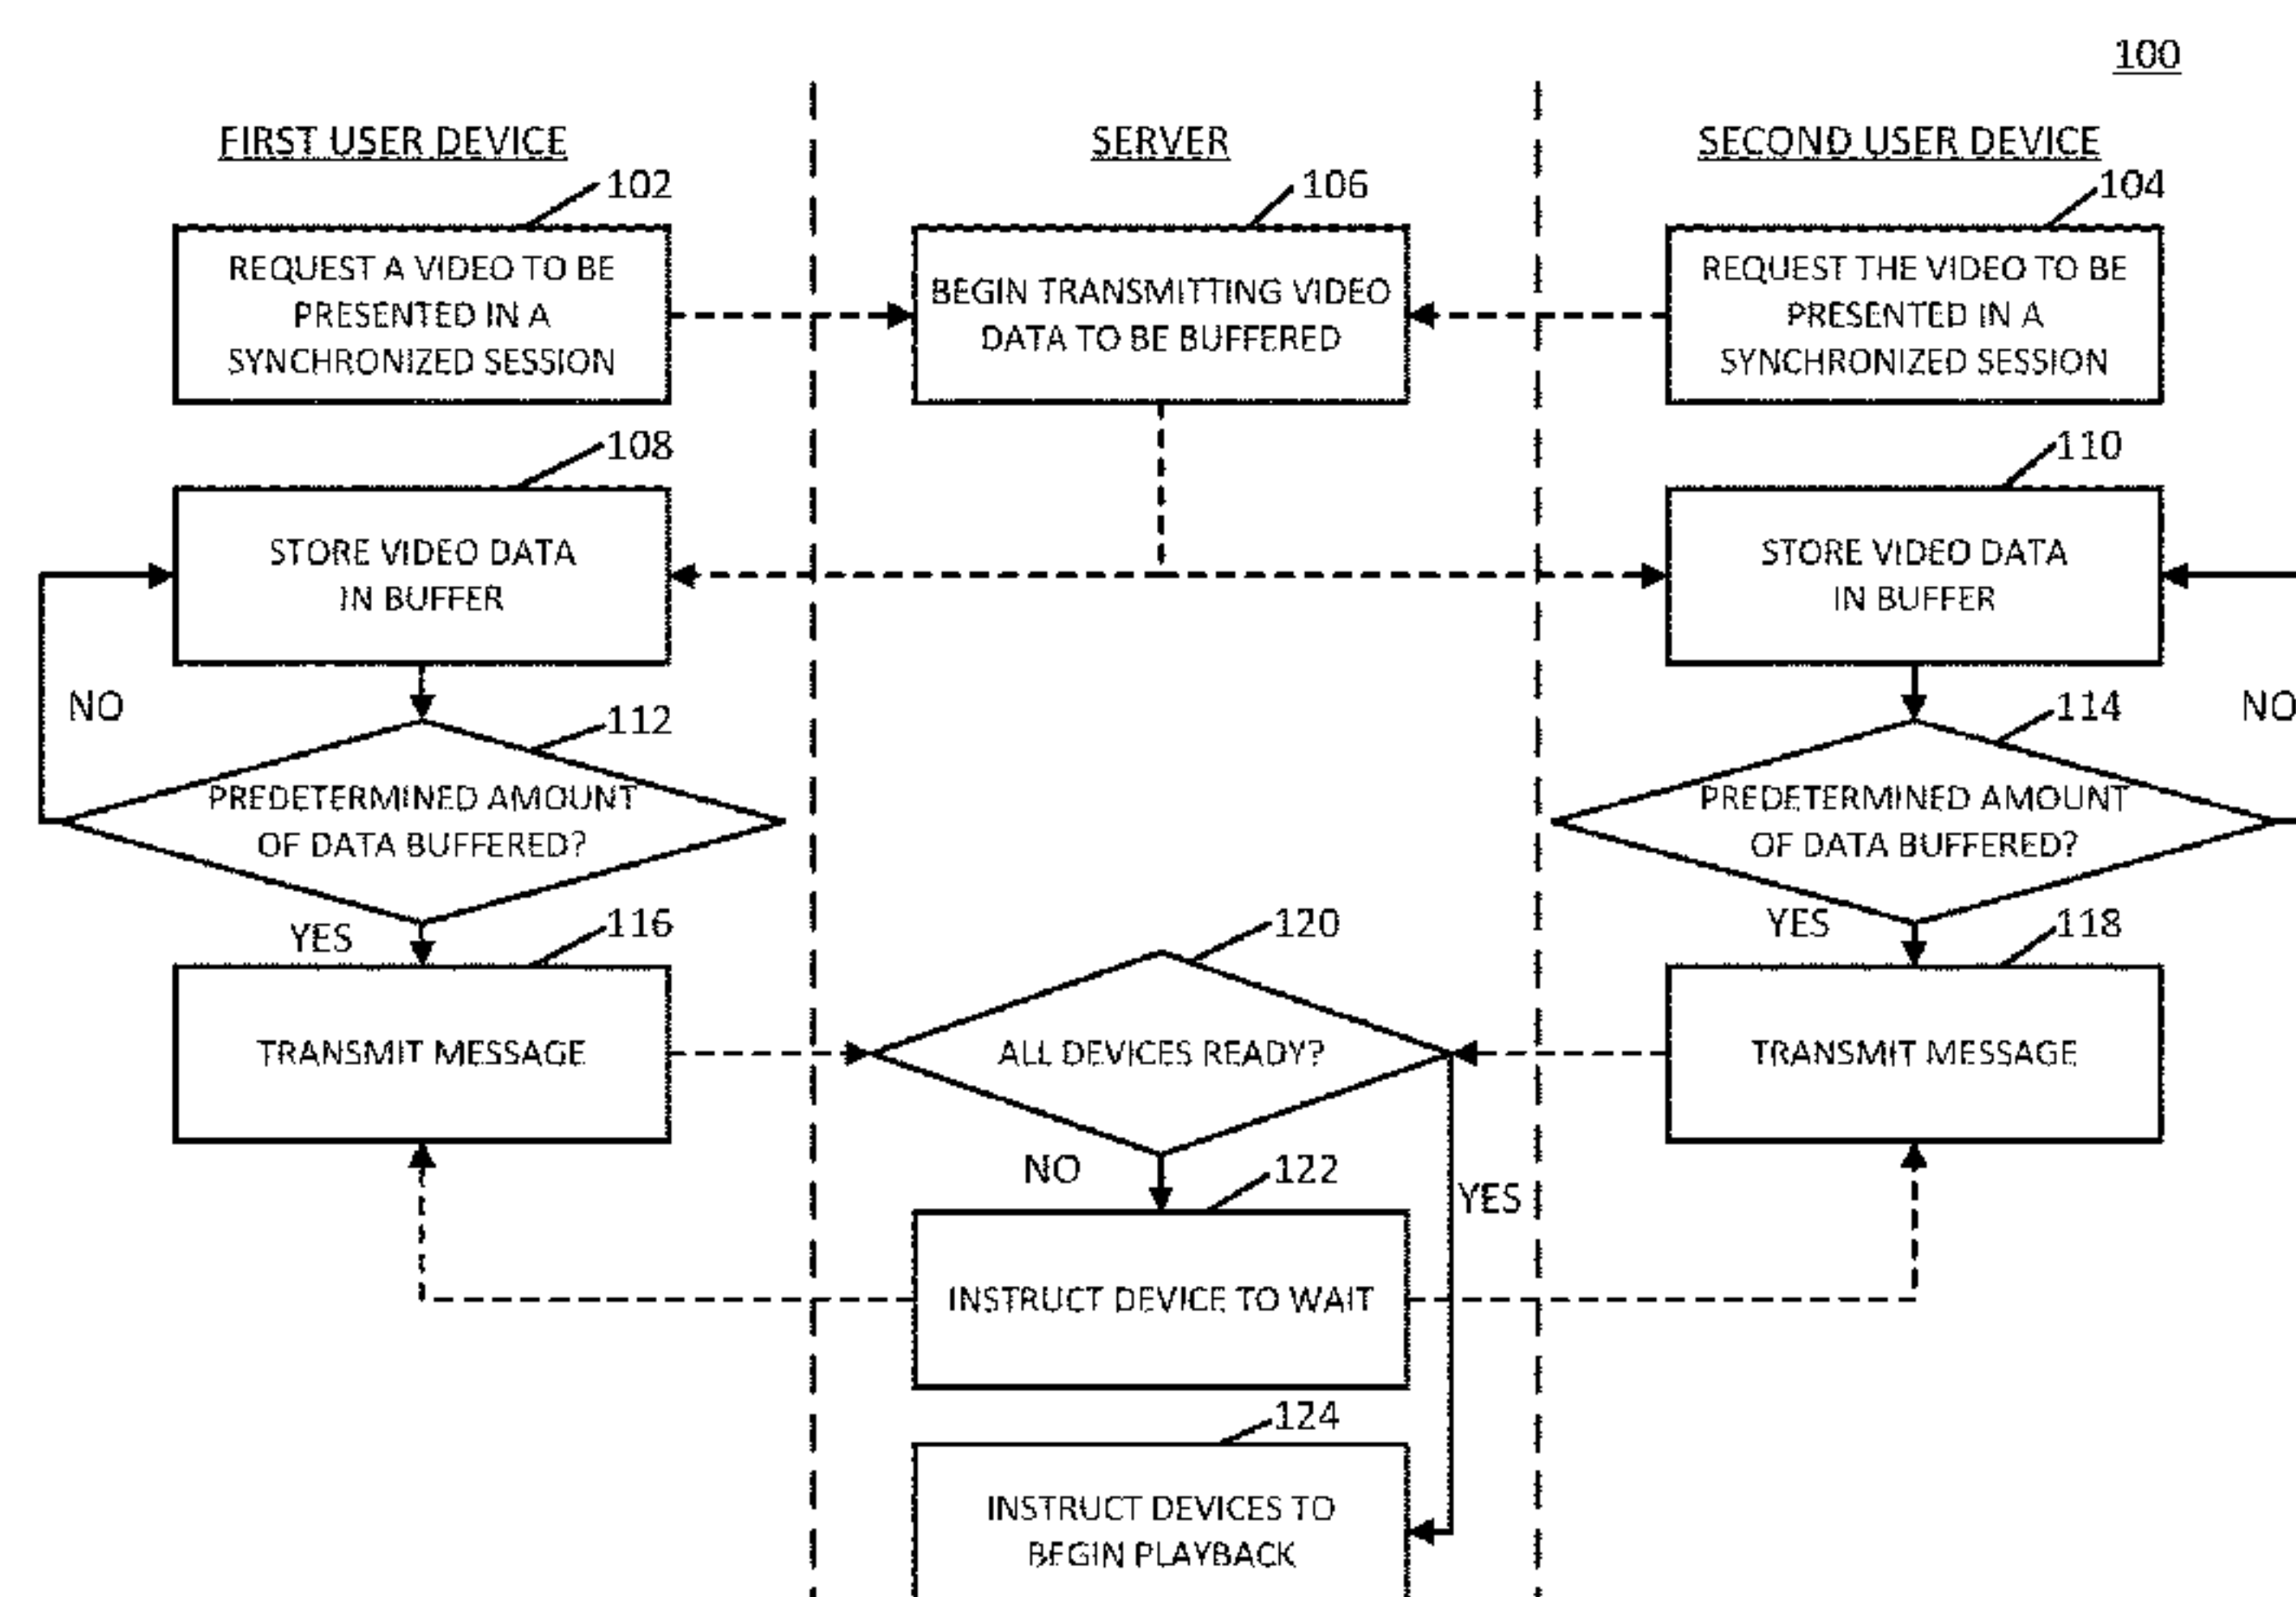 100
FIRST USER DEVICE
SERVER
SECOND USER DEVICE
102
106
104
REQUEST A VIDEO TO BE
PRESENTED IN A
SYNCHRONIZED SESSION
BEGIN TRANSMITTING VIDEO
DATA TO BE BUFFERED
REQUEST THE VIDEO TO BE
PRESENTED IN A
SYNCHRONIZED SESSION
108
110
STORE VIDEO DATA
IN BUFFER
STORE VIDEO DATA
IN BUFFER
NO
112
114
NO
PREDETERMINED AMOUNT
OF DATA BUFFERED?
PREDETERMINED AMOUNT
OF DATA BUFFERED?
YES
116
120
YES
118
TRANSMIT MESSAGE
ALL DEVICES READY?
TRANSMIT MESSAGE
NO
122
YES
INSTRUCT DEVICE TO WAIT
124
INSTRUCT DEVICES TO
BEGIN PLAYBACK